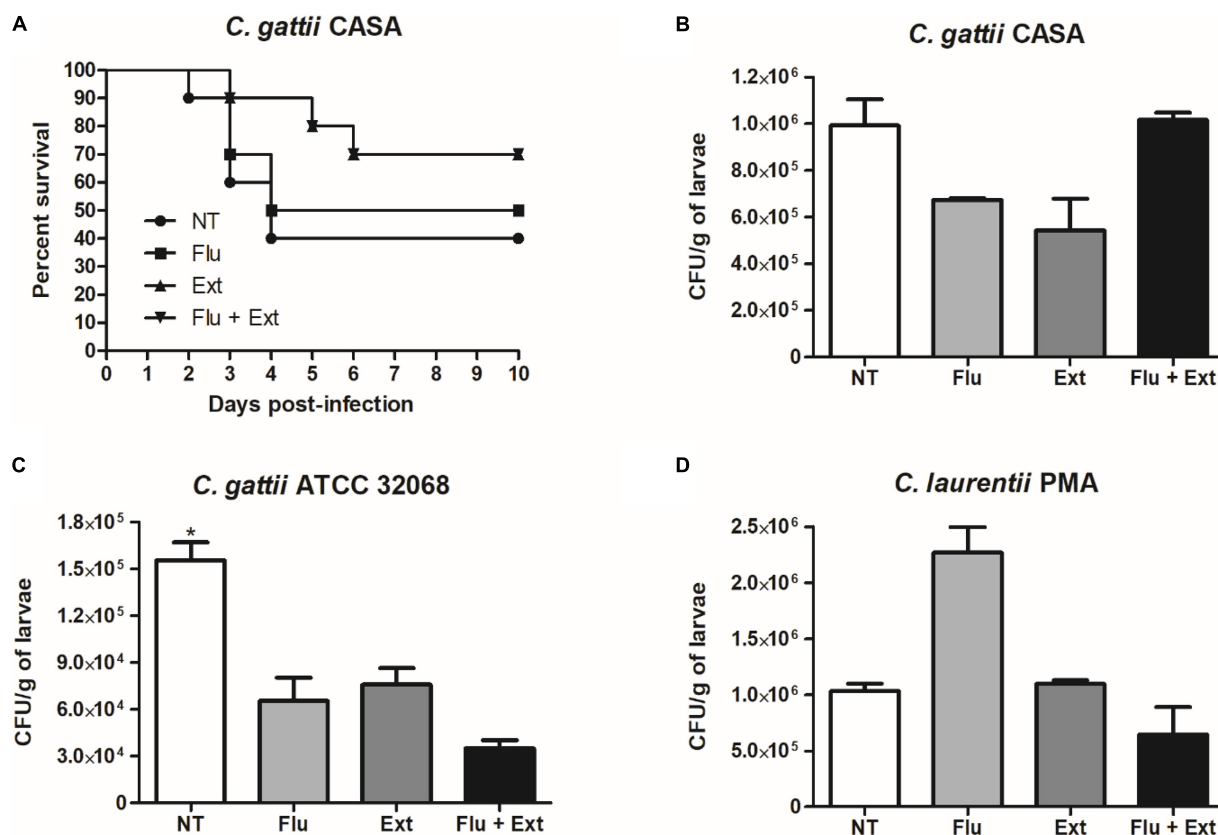 A
C. gattii CASA
Percent survival
100
90
80
70
60
50
40
30
20
10
0
NT
Flu
Ext
Flu + Ext
0 1 2 3 4 5 6 7 8 9 10
Days post-infection
B
C. gattii CASA
CFU/g of larvae
1.2×10⁶
1.0×10⁶
8.0×10⁵
6.0×10⁵
4.0×10⁵
2.0×10⁵
0
NT Flu Ext Flu + Ext
C
C. gattii ATCC 32068
CFU/g of larvae
1.8×10⁵
1.5×10⁵
1.2×10⁵
9.0×10⁴
6.0×10⁴
3.0×10⁴
0
*
NT Flu Ext Flu + Ext
D
C. laurentii PMA
CFU/g of larvae
2.5×10⁶
2.0×10⁶
1.5×10⁶
1.0×10⁶
5.0×10⁵
0
NT Flu Ext Flu + Ext